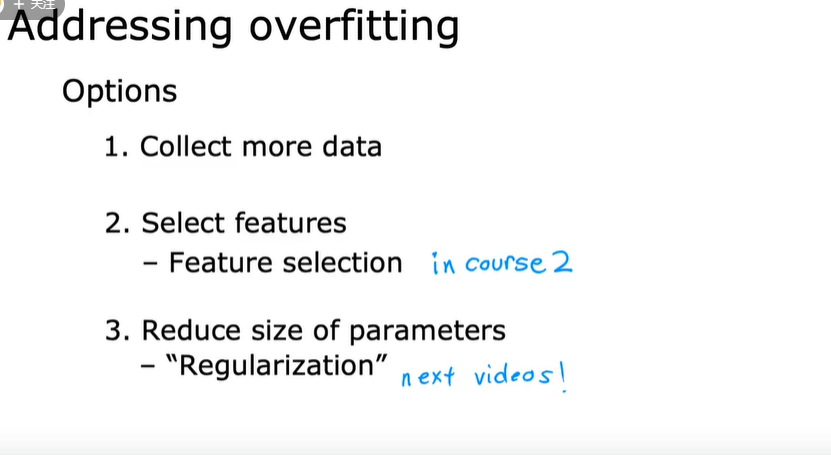 + 关注
Addressing overfitting
Options
1. Collect more data
2. Select features
– Feature selection in course 2
3. Reduce size of parameters
– “Regularization” next videos!